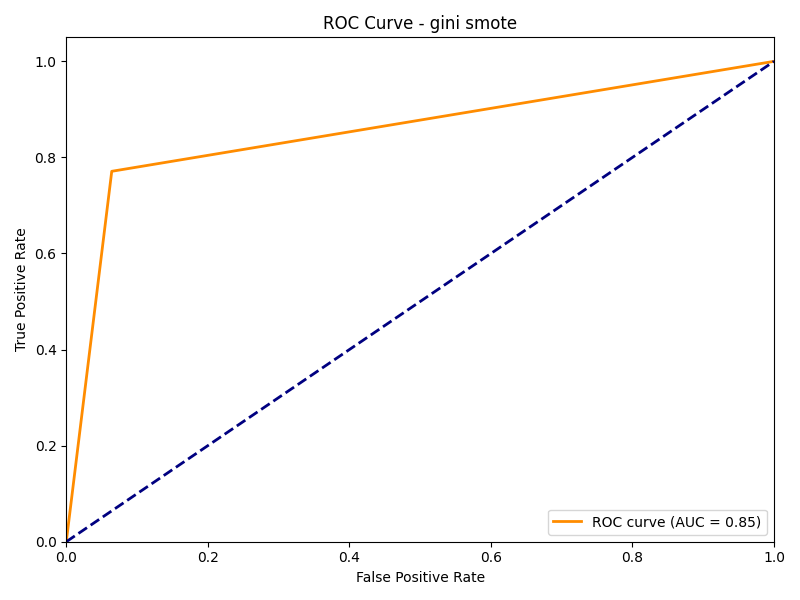 ROC Curve - gini smote
True Positive Rate
1.0
0.8
0.6
0.4
0.2
0.0
0.0 0.2 0.4 0.6 0.8 1.0
False Positive Rate
ROC curve (AUC = 0.85)